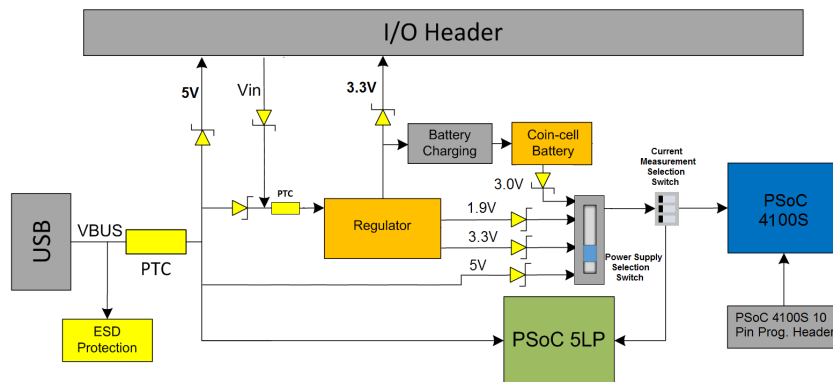 I/O Header
5V
Vin
3.3V
Battery
Charging
Coin-cell
Battery
Current
Measurement
Selection
Switch
3.0V
PTC
USB
VBUS
PTC
Regulator
1.9V
3.3V
5V
Power Supply
Selection
Switch
PSoC
4100S
ESD
Protection
PSoC 5LP
PSoC 4100S 10
Pin Prog. Header